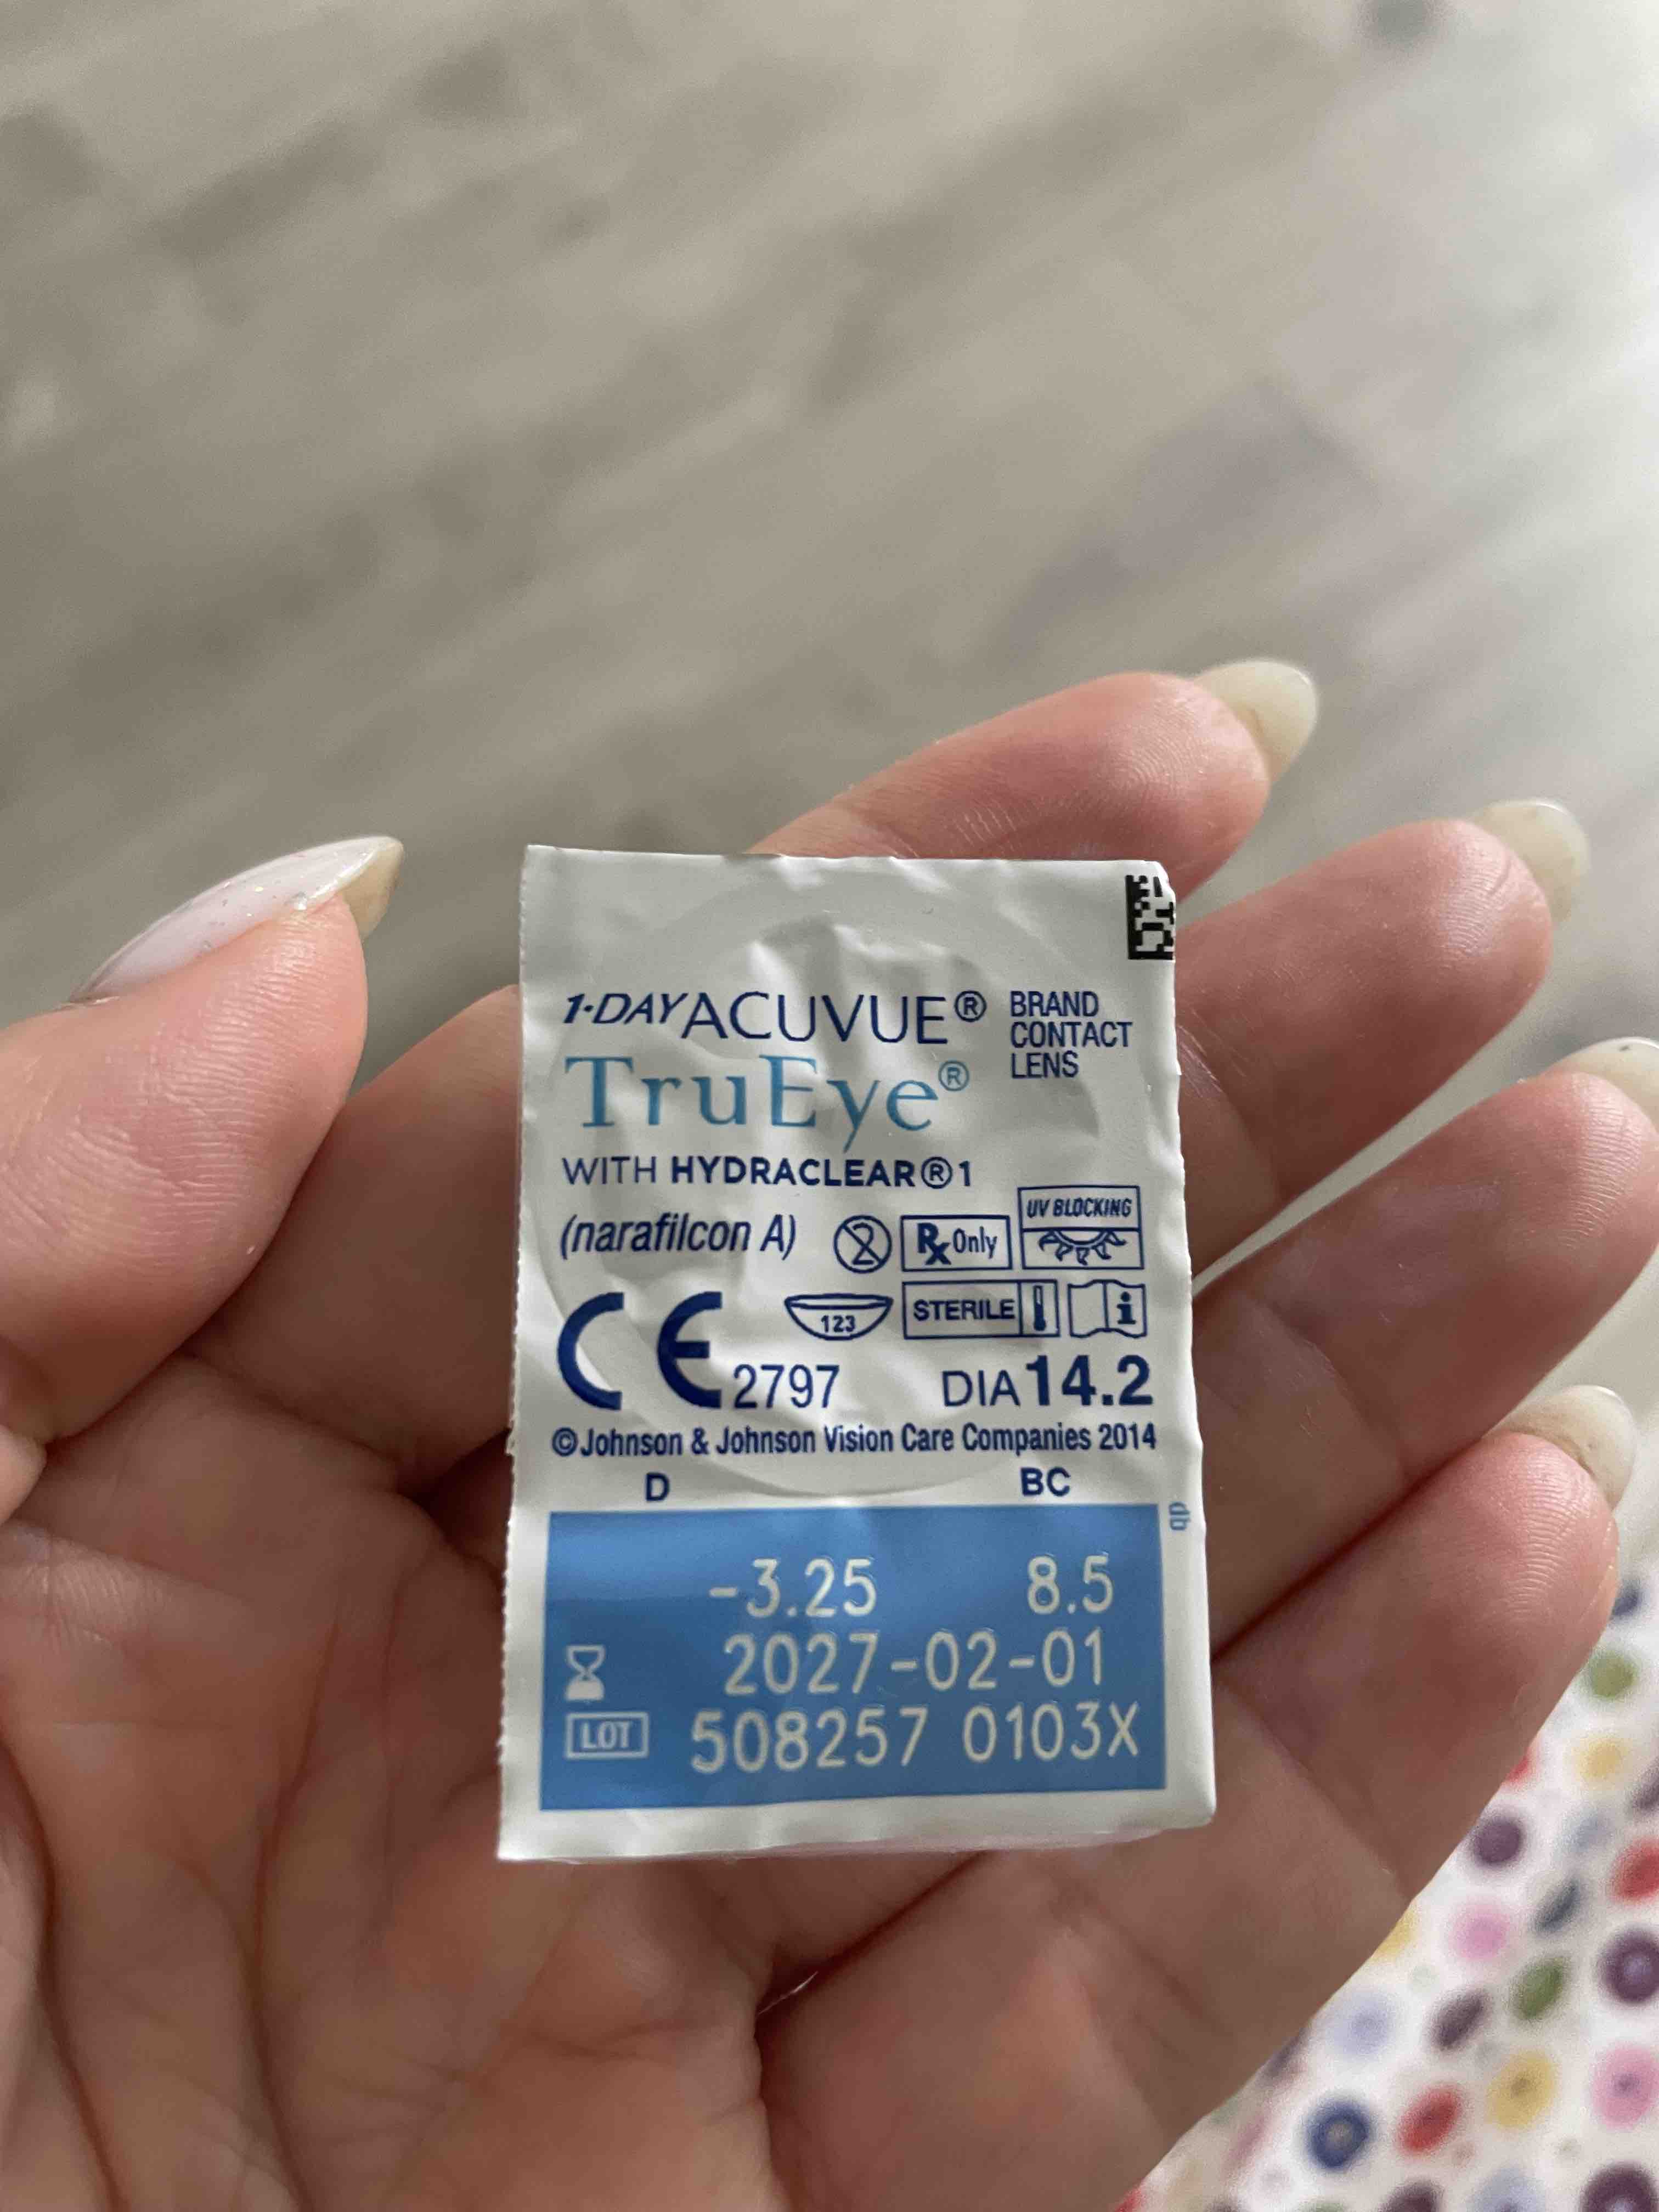 1·DAY ACUVUE® BRAND CONTACT LENS
TruEye®
WITH HYDRACLEAR®1
(narafilcon A) 2 Rx Only UV BLOCKING
123 STERILE i
CE 2797 DIA 14.2
©Johnson & Johnson Vision Care Companies 2014
D BC
-3.25 8.5
2027-02-01
LOT 508257 0103X